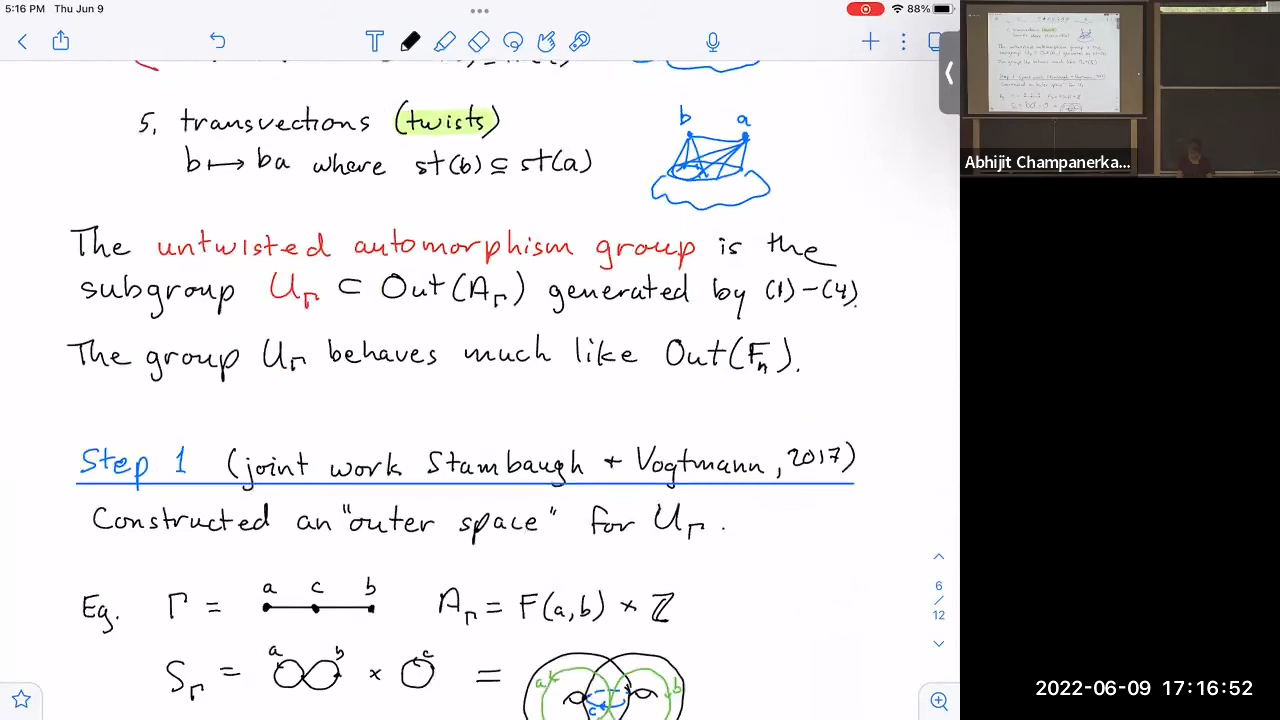 5:16 PM Thu Jun 9
88%
5. transvections (twists)
b ↦ ba where st(b) ⊆ st(a)
b a
The untwisted automorphism group is the
subgroup U_Γ ⊂ Out(A_Γ) generated by (1)-(4).
The group U_Γ behaves much like Out(F_n).
Step 1 (joint work Stambaugh + Vogtmann, 2017)
Constructed an "outer space" for U_Γ.
a c b
Eg. Γ = A_Γ = F(a,b) × ℤ
a b c
S_Γ = × =
a b
c
6
/
12
Abhijit Champanerka...
2022-06-09 17:16:52